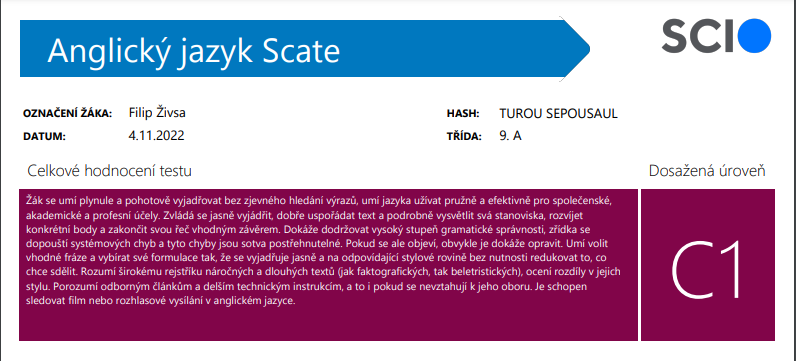 Anglický jazyk Scate
SCIO
OZNAČENÍ ŽÁKA: Filip Živsa
HASH: TUROU SEPOUSAUL
DATUM: 4.11.2022
TŘÍDA: 9. A
Celkové hodnocení testu
Dosažená úroveň
Žák se umí plynule a pohotově vyjadřovat bez zjevného hledání výrazů, umí jazyka užívat pružně a efektivně pro společenské,
akademické a profesní účely. Zvládá se jasně vyjádřit, dobře uspořádat text a podrobně vysvětlit svá stanoviska, rozvíjet
konkrétní body a zakončit svou řeč vhodným závěrem. Dokáže dodržovat vysoký stupeň gramatické správnosti, zřídka se
dopouští systémových chyb a tyto chyby jsou sotva postřehnutelné. Pokud se ale objeví, obvykle je dokáže opravit. Umí volit
vhodné fráze a vybírat své formulace tak, že se vyjadřuje jasně a na odpovídající stylové rovině bez nutnosti redukovat to, co
chce sdělit. Rozumí širokému rejstříku náročných a dlouhých textů (jak faktografických, tak beletristických), ocení rozdíly v jejich
stylu. Porozumí odborným článkům a delším technickým instrukcím, a to i pokud se nevztahují k jeho oboru. Je schopen
sledovat film nebo rozhlasové vysílání v anglickém jazyce.
C1